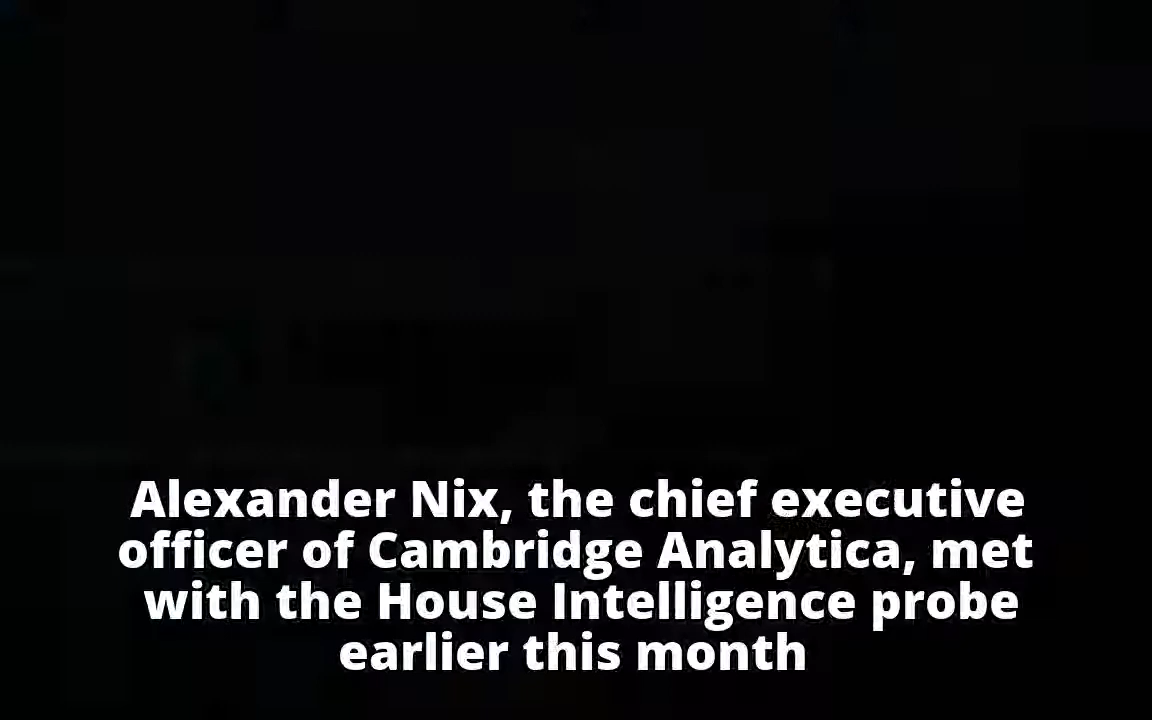 Alexander Nix, the chief executive
officer of Cambridge Analytica, met
with the House Intelligence probe
earlier this month